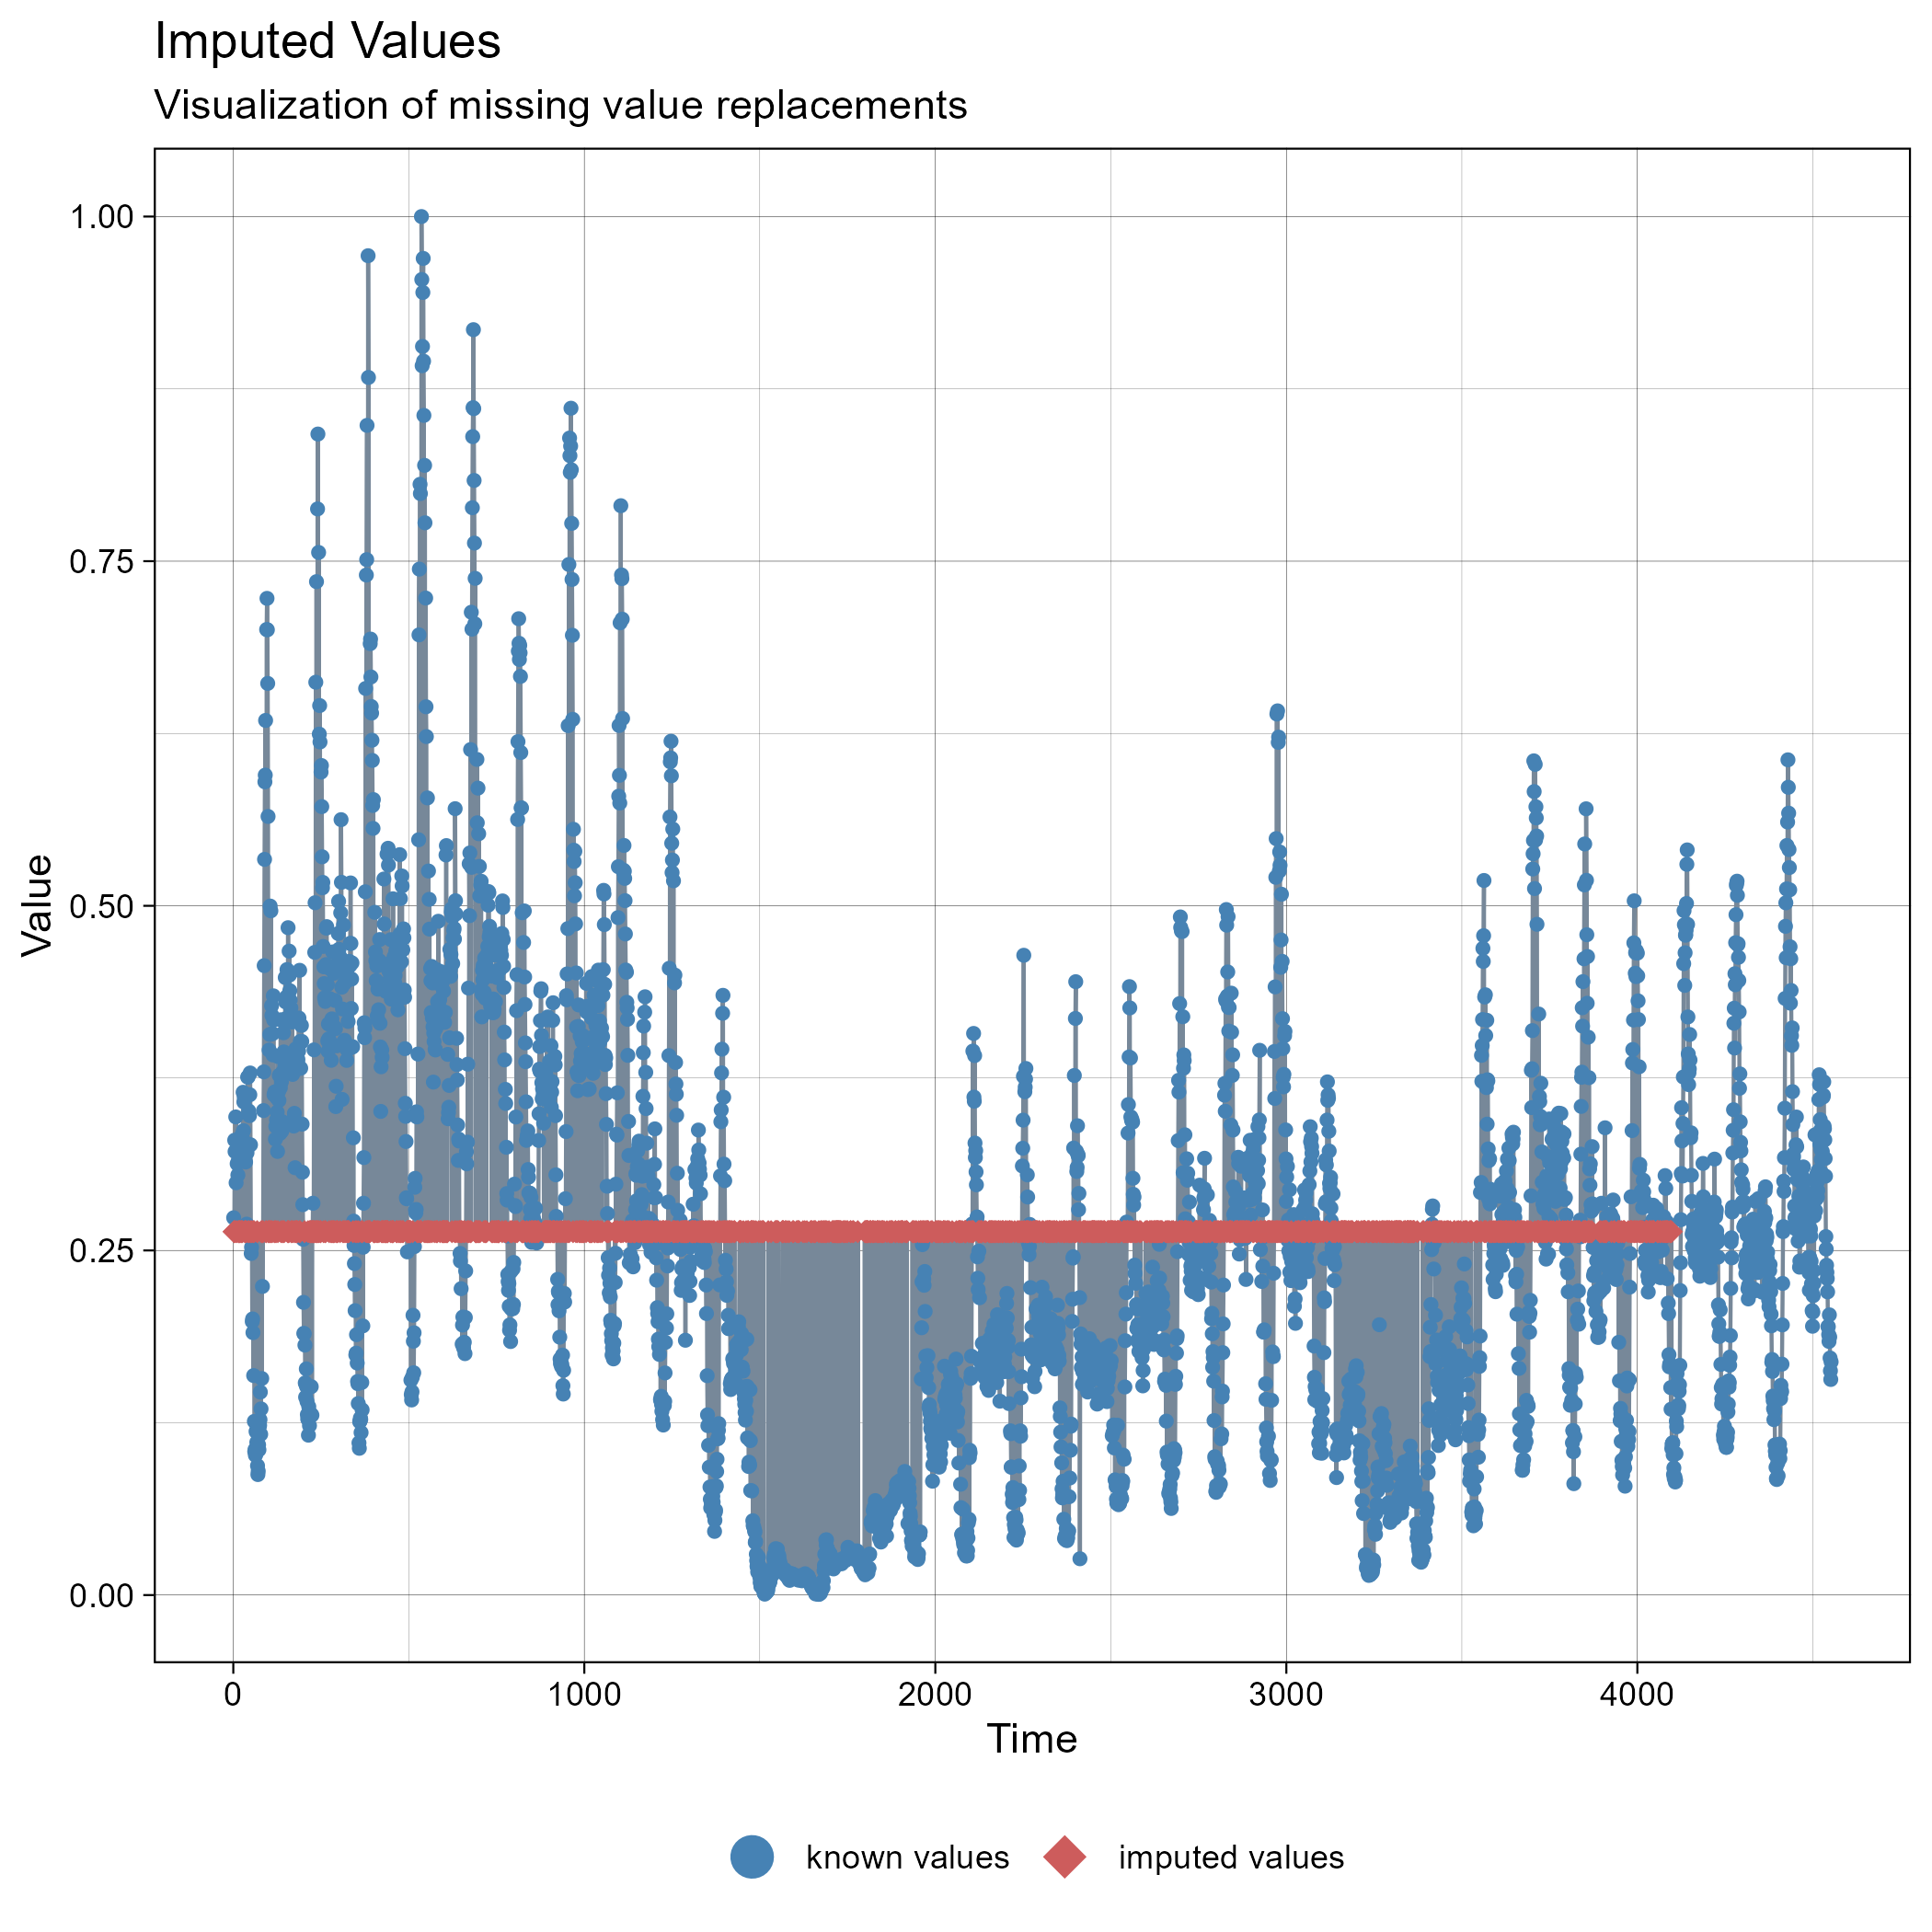 Imputed Values
Visualization of missing value replacements
1.00
0.75
0.50
0.25
0.00
Value
0 1000 2000 3000 4000
Time
known values imputed values